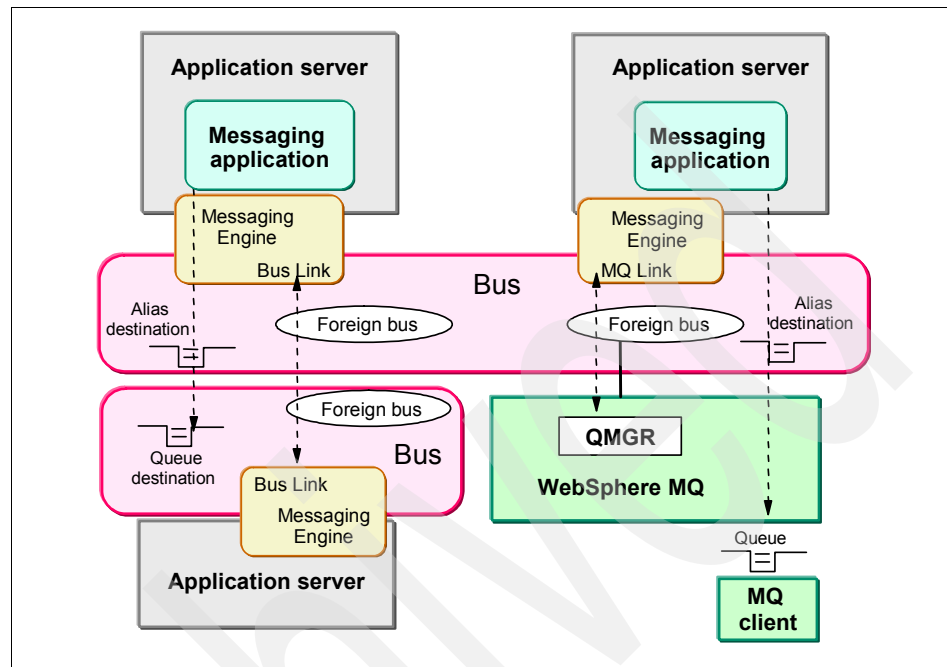 Application server
Messaging
application
Messaging
Engine
Bus Link
Application server
Messaging
application
Messaging
Engine
MQ Link
Bus
Alias
destination
Foreign bus
Foreign bus
Alias
destination
Foreign bus
Queue
destination
Bus
Bus Link
Messaging
Engine
Application server
QMGR
WebSphere MQ
Queue
MQ
client